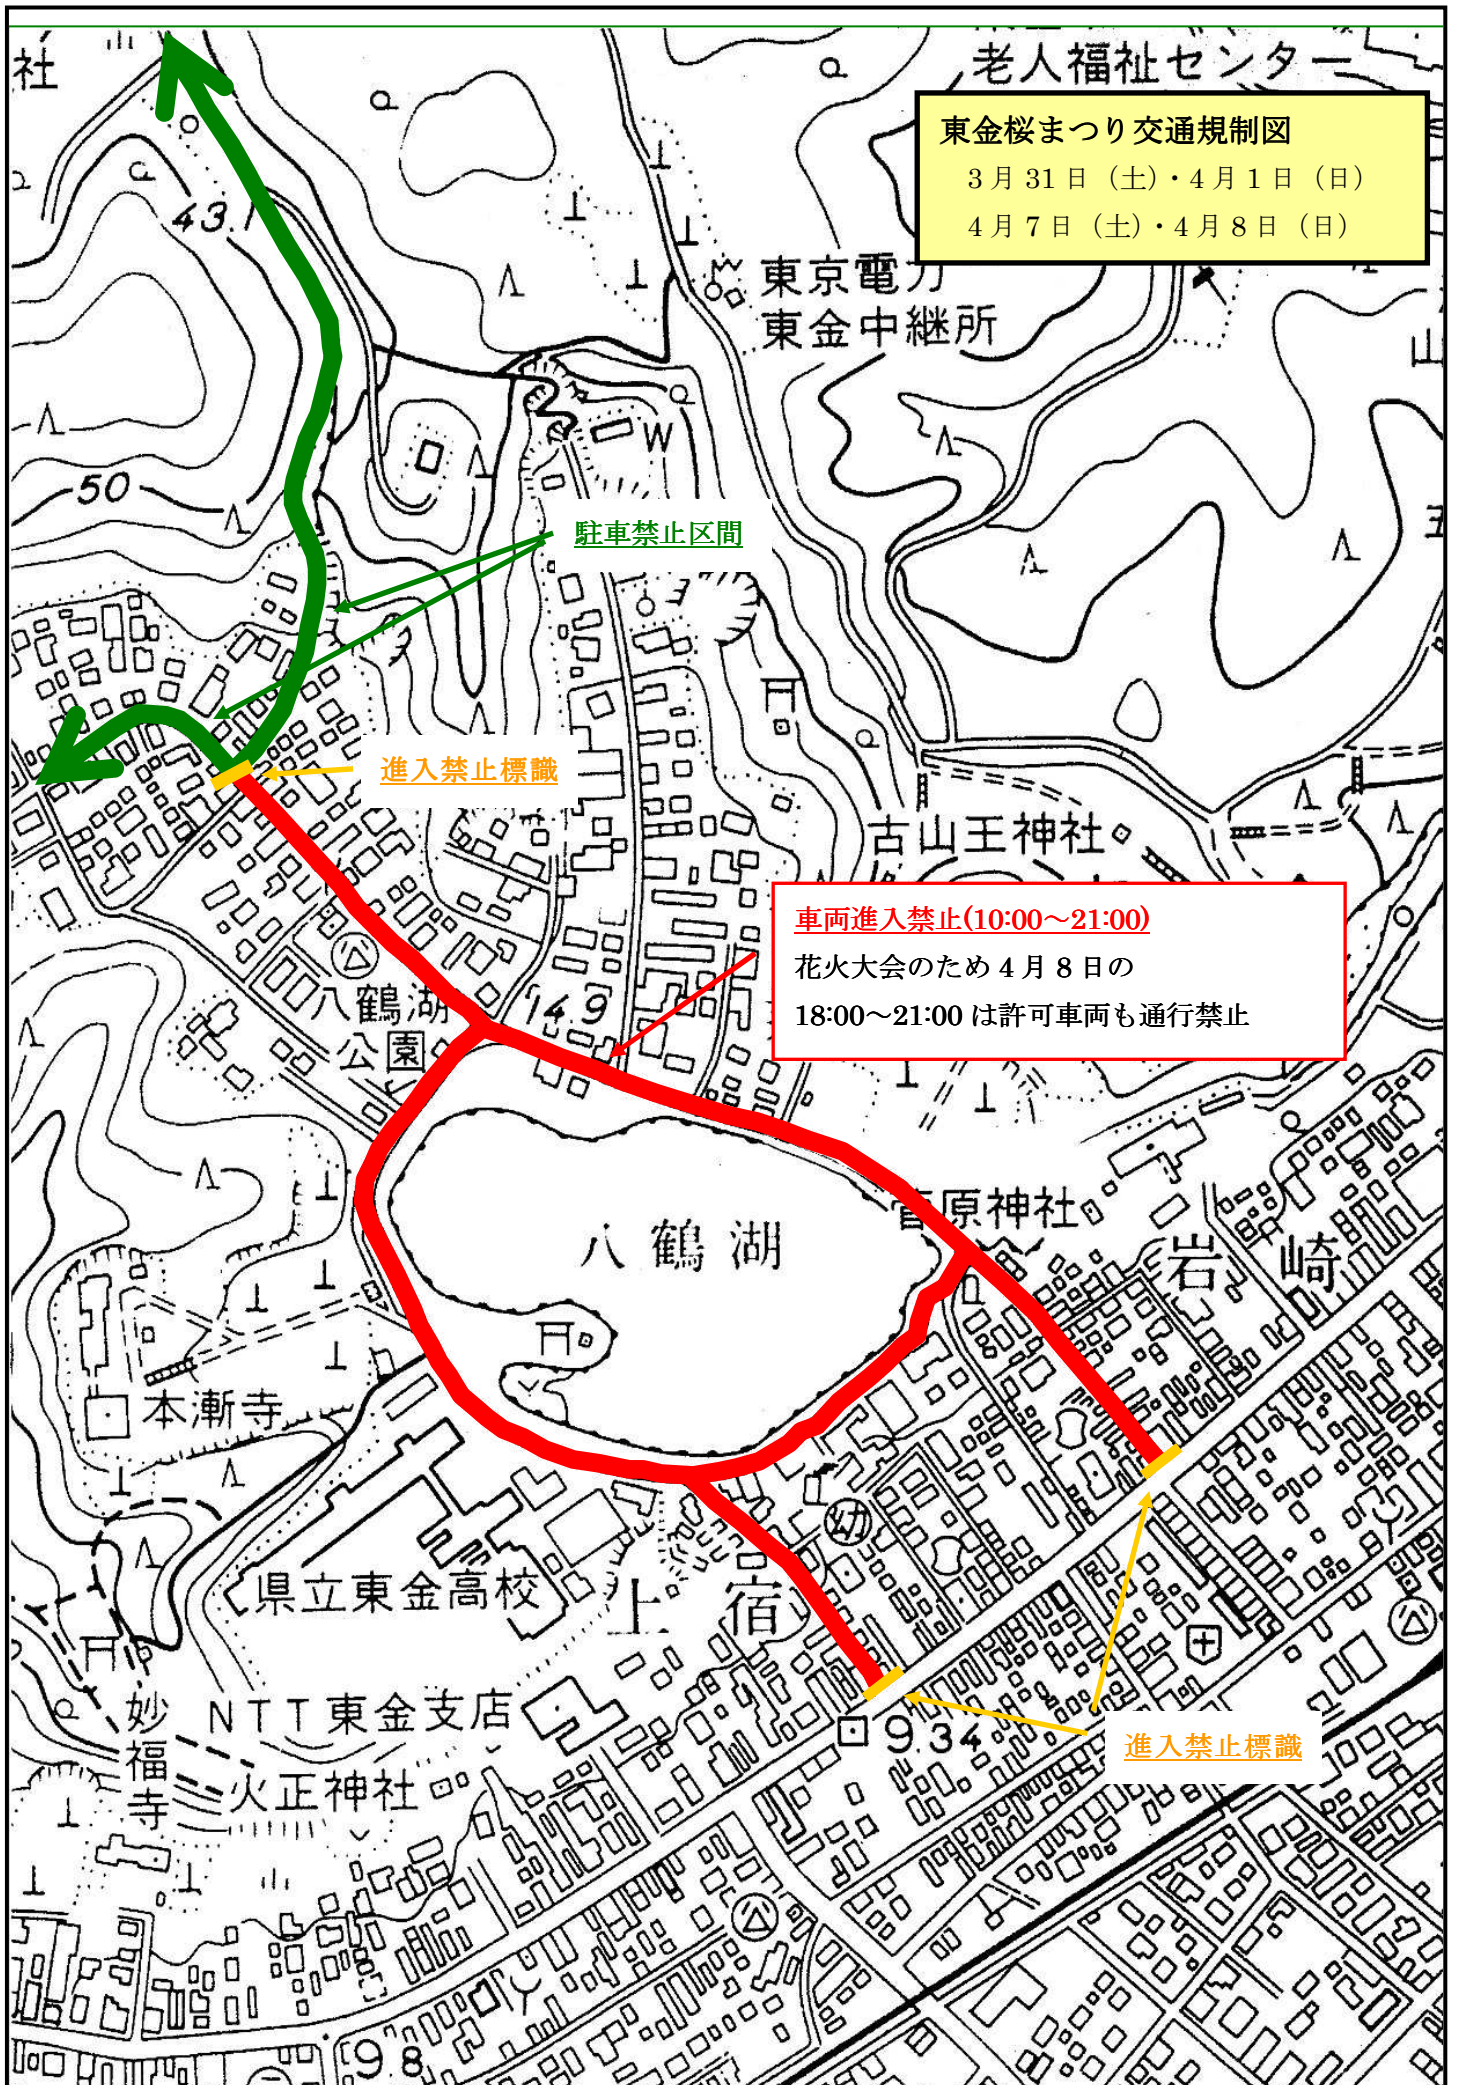 社
老人福祉センター
東金桜まつり交通規制図
3月31日（土）・4月1日（日）
4月7日（土）・4月8日（日）
43.1
東京電力
東金中継所
山
W
50
駐車禁止区間
王
進入禁止標識
古山王神社
車両進入禁止(10:00～21:00)
花火大会のため4月8日の
18:00～21:00は許可車両も通行禁止
八鶴湖
公園
14.9
菅原神社
八鶴湖
岩崎
本漸寺
幼
県立東金高校
上宿
妙福寺
NTT東金支店
9.34
進入禁止標識
火正神社
9.8